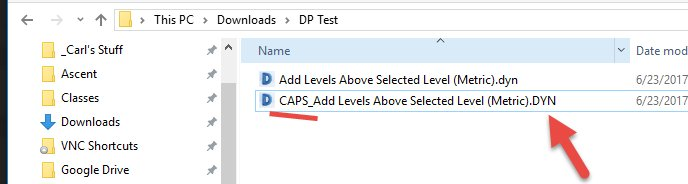 This PC > Downloads > DP Test
Name
Date mod
_Carl's Stuff
Ascent
Classes
Downloads
VNC Shortcuts
Google Drive
Add Levels Above Selected Level (Metric).dyn 6/23/2017
CAPS_Add Levels Above Selected Level (Metric).DYN 6/23/2017